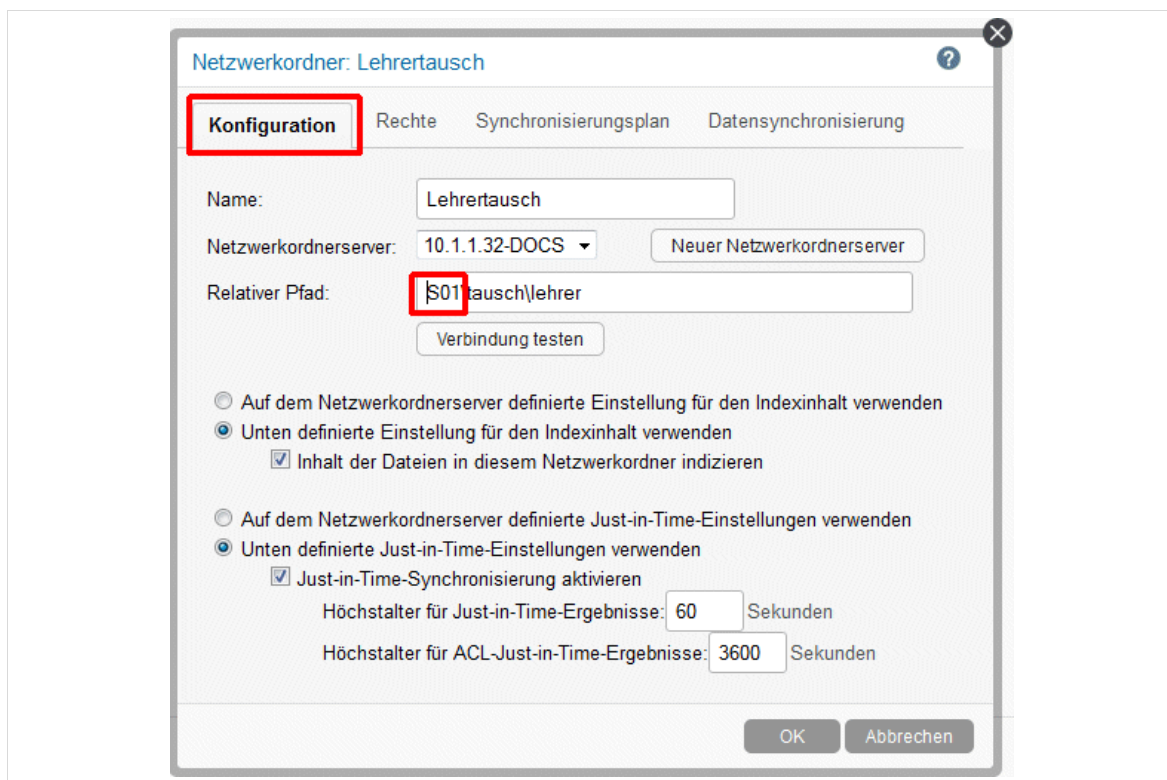 Netzwerkordner: Lehrertausch ?
Konfiguration Rechte Synchronisierungsplan Datensynchronisierung
Name: Lehrertausch
Netzwerkordnerserver: 10.1.1.32-DOCS Neuer Netzwerkordnerserver
Relativer Pfad: S01\tausch\lehrer
Verbindung testen
Auf dem Netzwerkordnerserver definierte Einstellung für den Indexinhalt verwenden
Unten definierte Einstellung für den Indexinhalt verwenden
Inhalt der Dateien in diesem Netzwerkordner indizieren
Auf dem Netzwerkordnerserver definierte Just-in-Time-Einstellungen verwenden
Unten definierte Just-in-Time-Einstellungen verwenden
Just-in-Time-Synchronisierung aktivieren
Höchstalter für Just-in-Time-Ergebnisse: 60 Sekunden
Höchstalter für ACL-Just-in-Time-Ergebnisse: 3600 Sekunden
OK Abbrechen